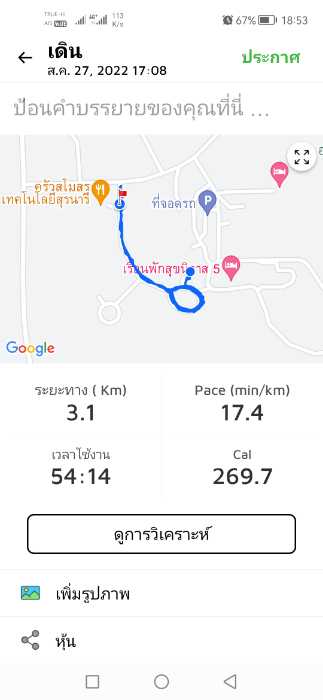 TRUE-H
113
K/s
67%
18:53
เดิน
ส.ค. 27, 2022 17:08
ประกาศ
ป้อนคำบรรยายของคุณที่นี่ ...
ครัวสโมสร
เทคโนโลยีสุรนารี
ที่จอดรถ
P
เรือนพักสุขนิวาส 5
Google
ระยะทาง ( Km)
Pace (min/km)
3.1
17.4
เวลาใช้งาน
Cal
54:14
269.7
ดูการวิเคราะห์
เพิ่มรูปภาพ
หุ้น